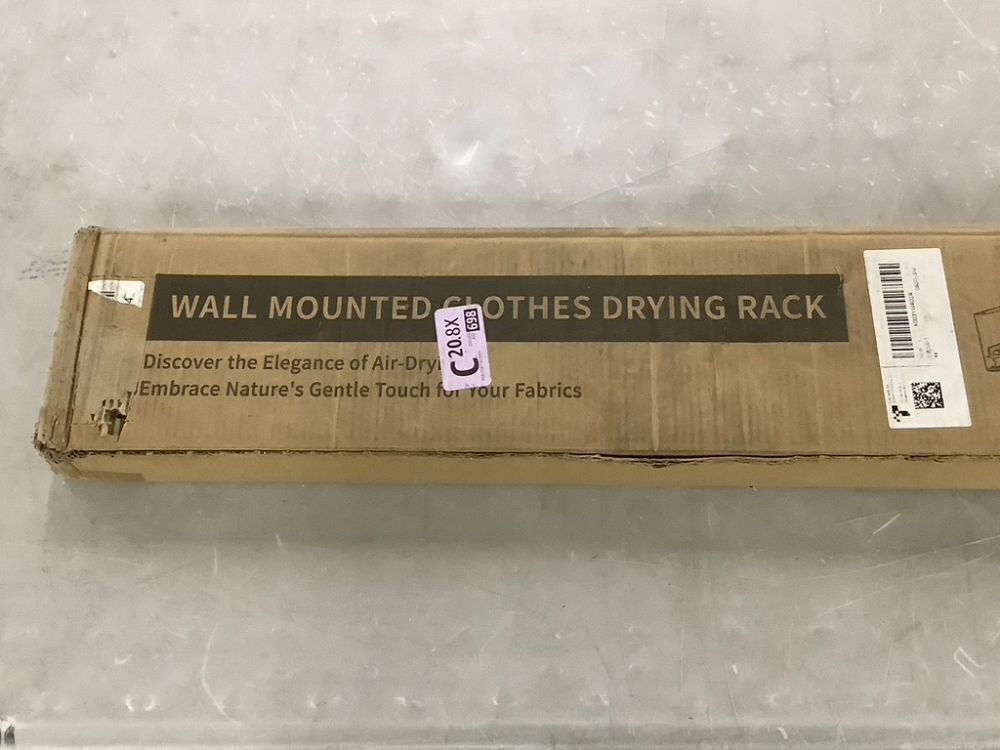 WALL MOUNTED CLOTHES DRYING RACK
Discover the Elegance of Air-Dryi
Embrace Nature's Gentle Touch for Your Fabrics
C 20.8X
698